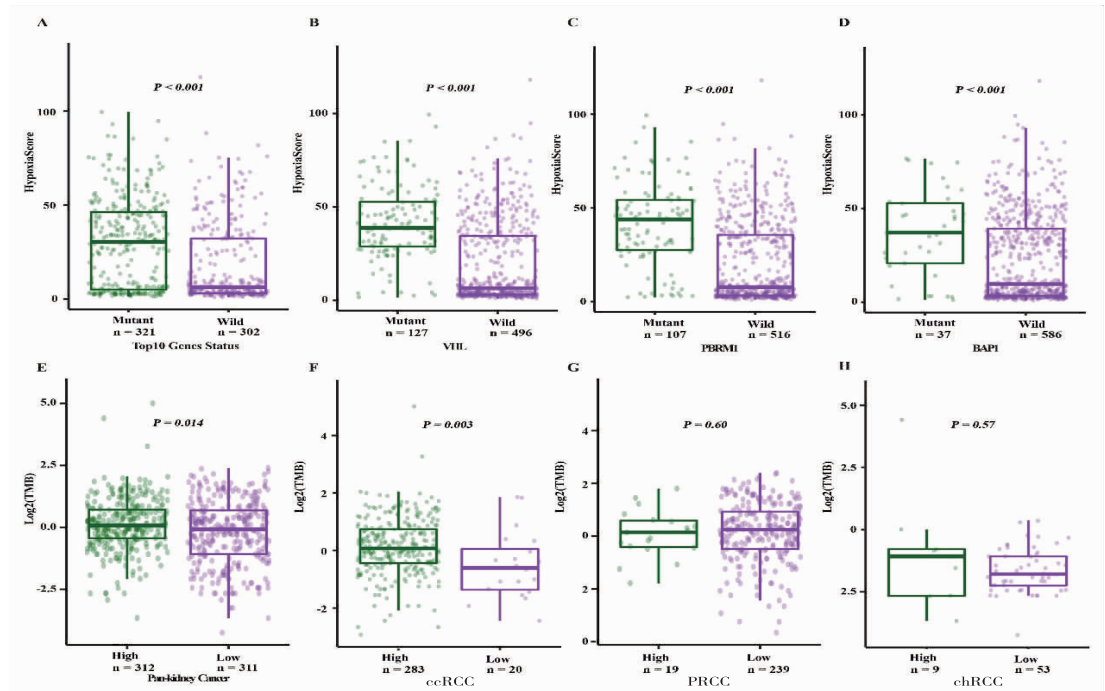 A
P < 0.001
HypoxiaScore
100
50
0
Mutant
n = 321
Wild
n = 302
Top10 Genes Status
B
P < 0.001
HypoxiaScore
100
50
0
Mutant
n = 127
Wild
n = 496
VHL
C
P < 0.001
HypoxiaScore
100
50
0
Mutant
n = 107
Wild
n = 516
PBRM1
D
P < 0.001
HypoxiaScore
100
50
0
Mutant
n = 37
Wild
n = 586
BAP1
E
P = 0.014
Log2(TMB)
5.0
2.5
0.0
-2.5
High
n = 312
Low
n = 311
Pan-kidney Cancer
F
P = 0.003
Log2(TMB)
4
2
0
-2
High
n = 283
Low
n = 20
ccRCC
G
P = 0.60
Log2(TMB)
4
2
0
2
0
High
n = 19
Low
n = 239
PRCC
H
P = 0.57
Log2(TMB)
5.0
2.5
0
2.5
High
n = 9
Low
n = 53
chRCC